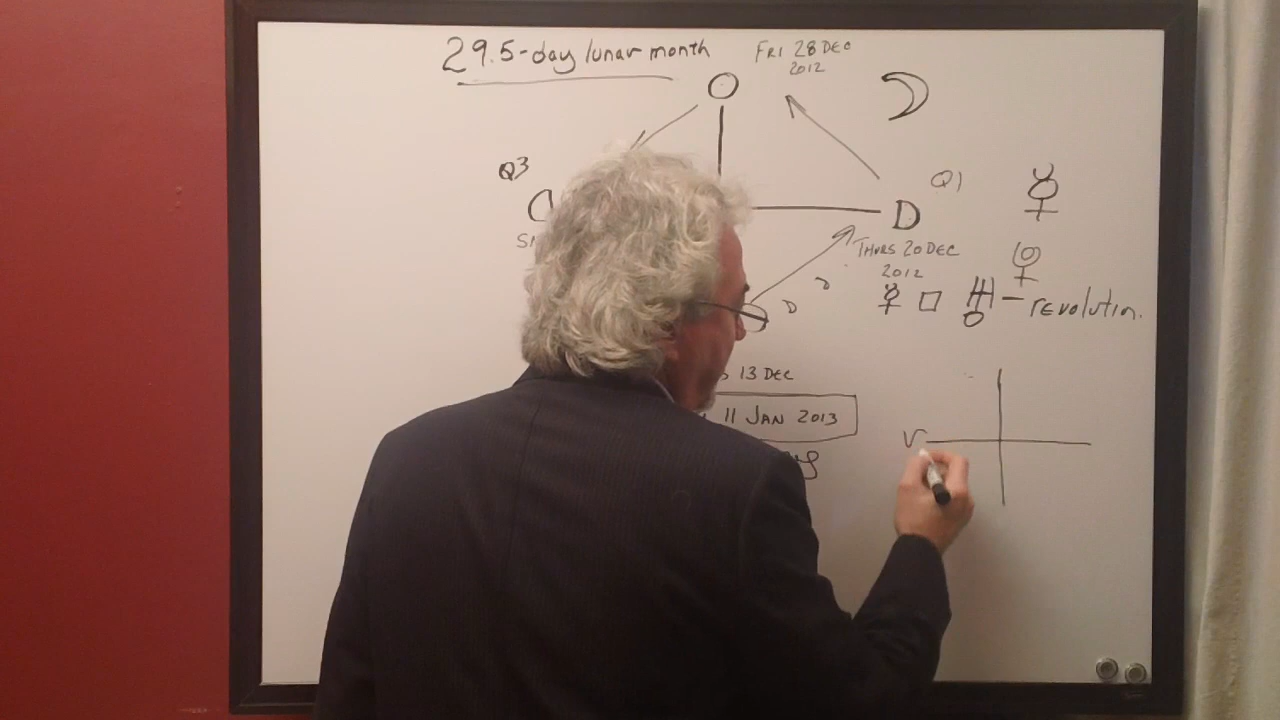 29.5-day lunar month
FRI 28 DEC
2012
Q3
Q1
THURS 20 DEC
2012
revolution.
13 DEC
11 JAN 2013